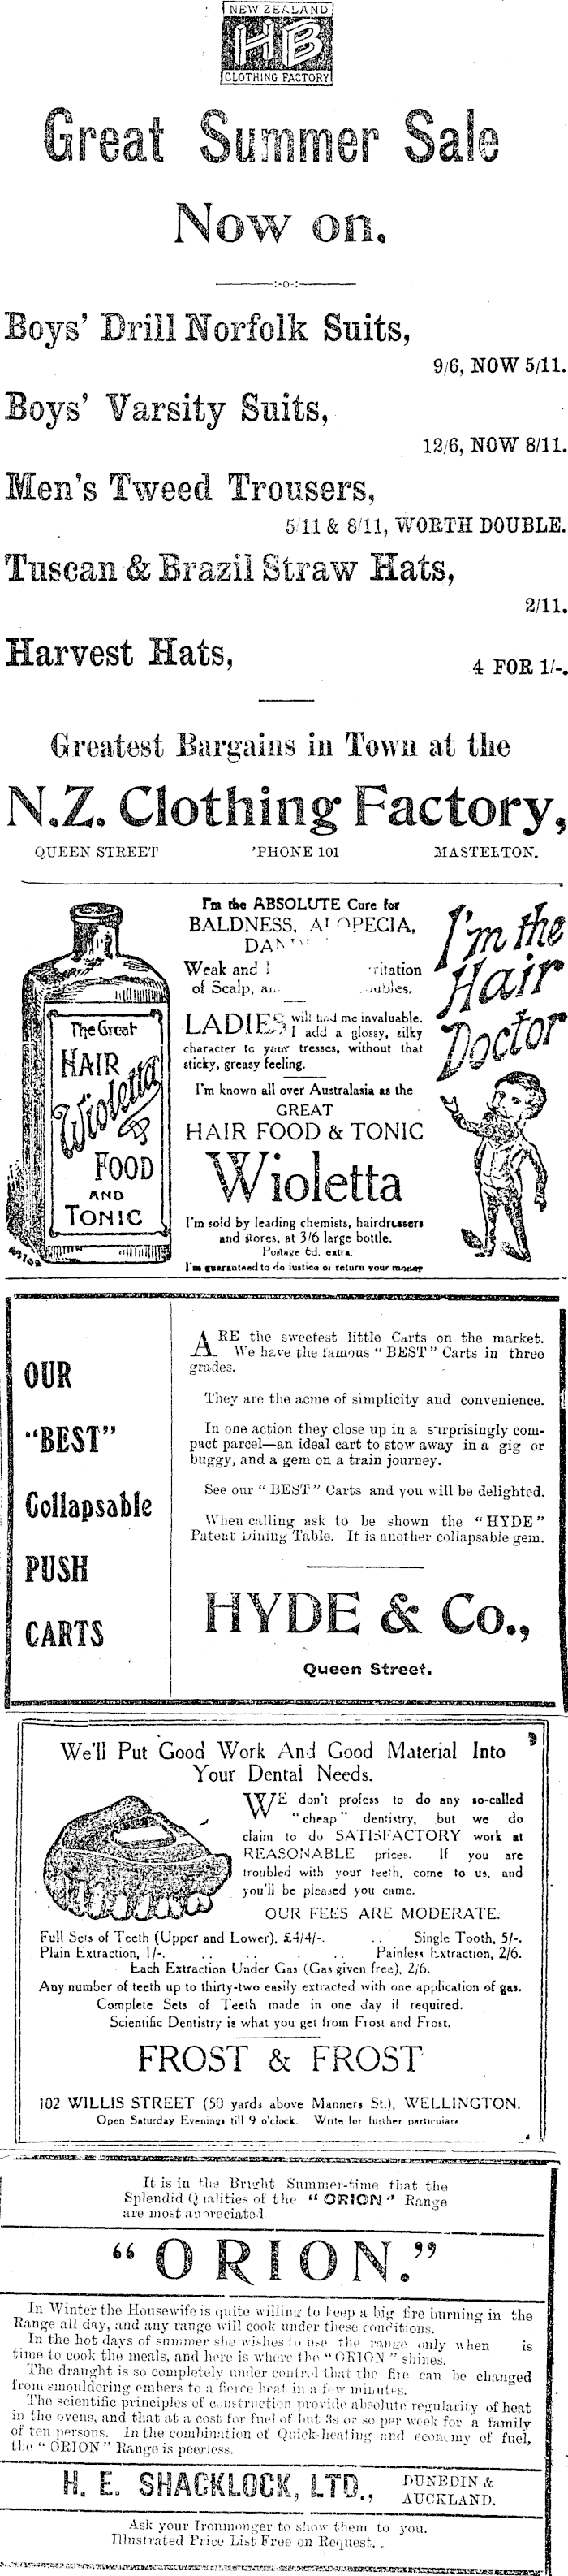 NEW ZEALAND
HB
CLOTHING FACTORY
Great Summer Sale
Now on.
Boys' Drill Norfolk Suits,
9/6, NOW 5/11.
Boys' Varsity Suits,
12/6, NOW 8/11.
Men's Tweed Trousers,
5/11 & 8/11, WORTH DOUBLE.
Tuscan & Brazil Straw Hats,
2/11.
Harvest Hats,
4 FOR 1/-.
Greatest Bargains in Town at the
N.Z. Clothing Factory,
QUEEN STREET 'PHONE 101 MASTERTON.
The Great
HAIR
Wioletta
FOOD
AND
TONIC
I'm the ABSOLUTE Cure for
BALDNESS, ALOPECIA,
Weak and
of Scalp,
LADIES will find me invaluable.
I add a glossy, silky
character to your tresses, without that
sticky, greasy feeling.
I'm known all over Australasia as the
GREAT
HAIR FOOD & TONIC
Wioletta
I'm sold by leading chemists, hairdressers
and stores, at 3/6 large bottle.
Postage 6d. extra.
I'm guaranteed to do justice or return your money
I'm the
Hair
Doctor
OUR
"BEST"
Collapsable
PUSH
CARTS
ARE the sweetest little Carts on the market.
We have the famous "BEST" Carts in three
grades.
They are the acme of simplicity and convenience.
In one action they close up in a surprisingly com-
pact parcel—an ideal cart to stow away in a gig or
buggy, and a gem on a train journey.
See our "BEST" Carts and you will be delighted.
When calling ask to be shown the "HYDE"
Patent Dining Table. It is another collapsable gem.
HYDE & Co.,
Queen Street.
We'll Put Good Work And Good Material Into
Your Dental Needs.
WE don't profess to do any so-called
"cheap" dentistry, but we do
claim to do SATISFACTORY work at
REASONABLE prices. If you are
troubled with your teeth, come to us, and
you'll be pleased you came.
OUR FEES ARE MODERATE.
Full Sets of Teeth (Upper and Lower), £4/4/-. .. Single Tooth, 5/-.
Plain Extraction, 1/-. .. .. .. .. Painless Extraction, 2/6.
Each Extraction Under Gas (Gas given free), 2/6.
Any number of teeth up to thirty-two easily extracted with one application of gas.
Complete Sets of Teeth made in one day if required.
Scientific Dentistry is what you get from Frost and Frost.
FROST & FROST
102 WILLIS STREET (50 yards above Manners St.), WELLINGTON.
Open Saturday Evenings till 9 o'clock. Write for further particulars
It is in the Bright Summer-time that the
Splendid Qualities of the "ORION" Range
are most appreciated
"ORION."
In Winter the Housewife is quite willing to keep a big fire burning in the
Range all day, and any range will cook under these conditions.
In the hot days of summer she wishes to use the range only when is
time to cook the meals, and here is where the "ORION" shines.
The draught is so completely under control that the fire can be changed
from smouldering embers to a fierce heat in a few minutes.
The scientific principles of construction provide absolute regularity of heat
in the ovens, and that at a cost for fuel of but 3s or so per week for a family
of ten persons. In the combination of Quick-heating and economy of fuel,
the "ORION" Range is peerless.
H. E. SHACKLOCK, LTD., DUNEDIN &
AUCKLAND.
Ask your Ironmonger to show them to you.
Illustrated Price List Free on Request.